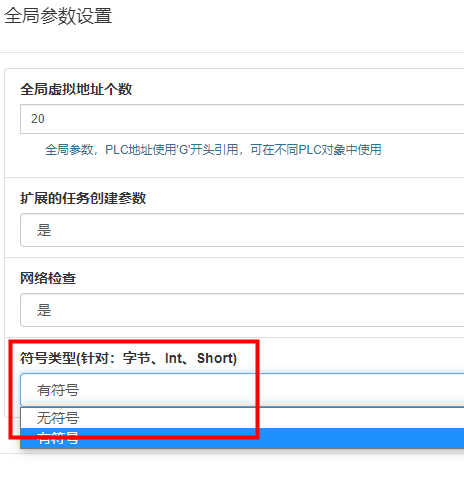 全局参数设置
全局虚拟地址个数
20
全局参数，PLC地址使用'G'开头引用，可在不同PLC对象中使用
扩展的任务创建参数
是
网络检查
是
符号类型(针对：字节、Int、Short)
有符号
无符号
有符号